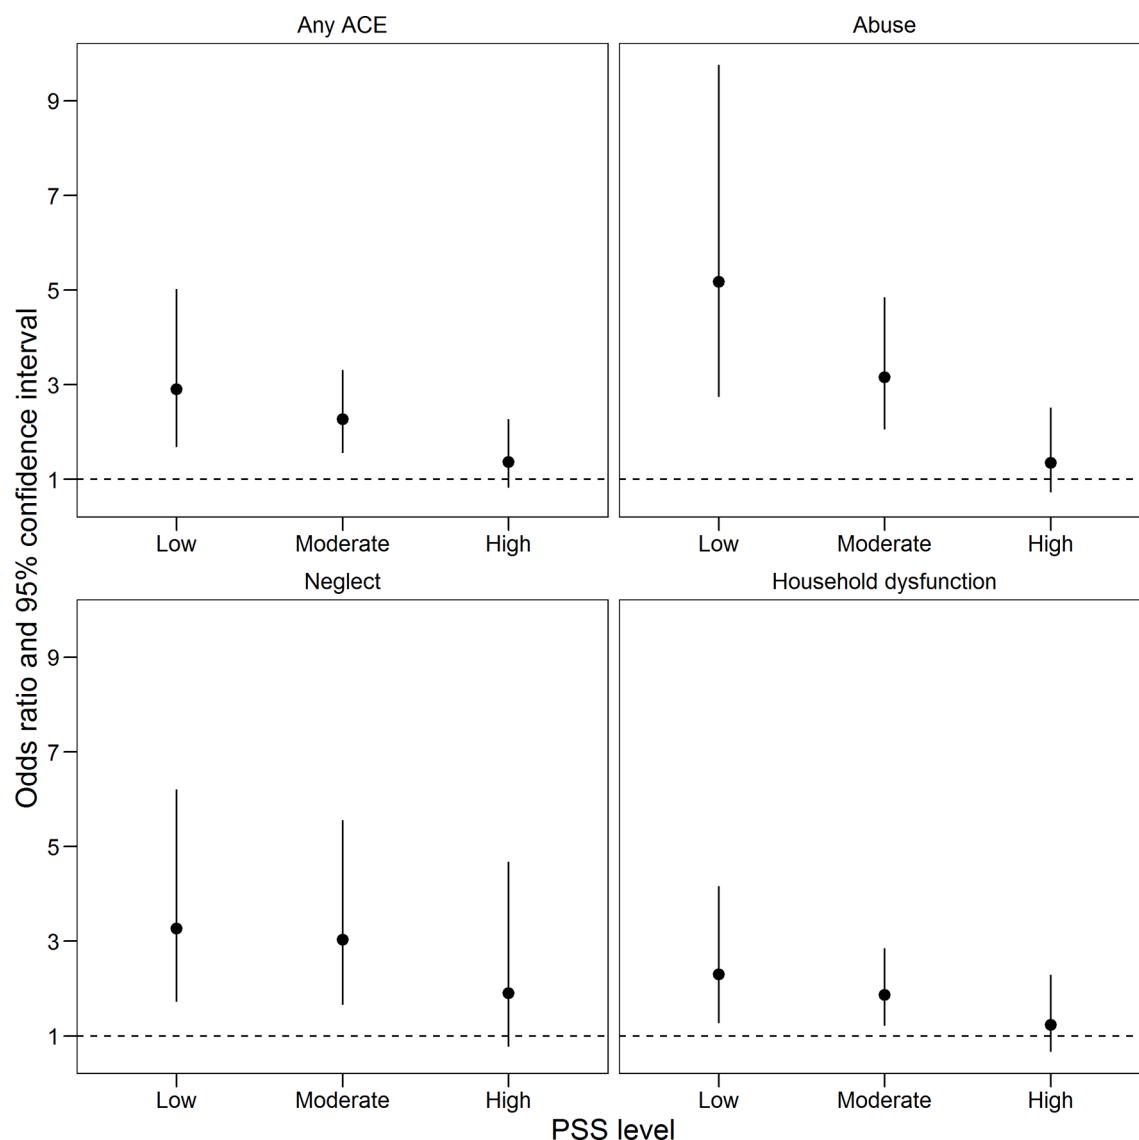 Any ACE
Abuse
9
7
5
3
1
Low Moderate High
Low Moderate High
Neglect
Household dysfunction
9
7
5
3
1
Low Moderate High
Low Moderate High
Odds ratio and 95% confidence interval
PSS level